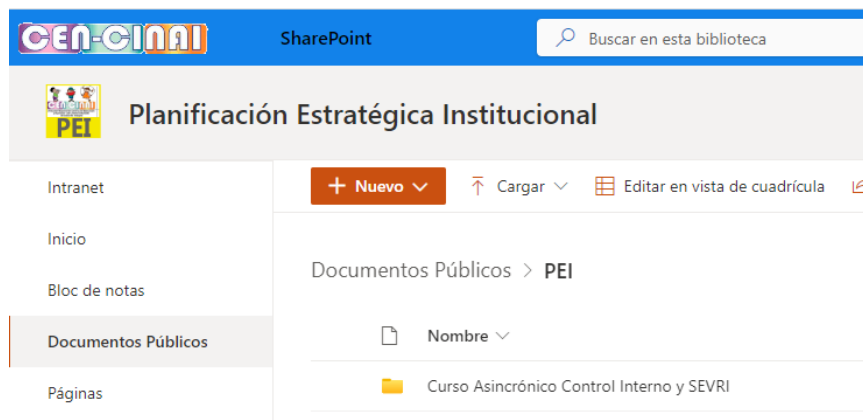 CEN-CINAI
SharePoint
Buscar en esta biblioteca
PEI
Planificación Estratégica Institucional
Intranet
Inicio
Bloc de notas
Documentos Públicos
Páginas
+ Nuevo
Cargar
Editar en vista de cuadrícula
Documentos Públicos > PEI
Nombre
Curso Asincrónico Control Interno y SEVRI